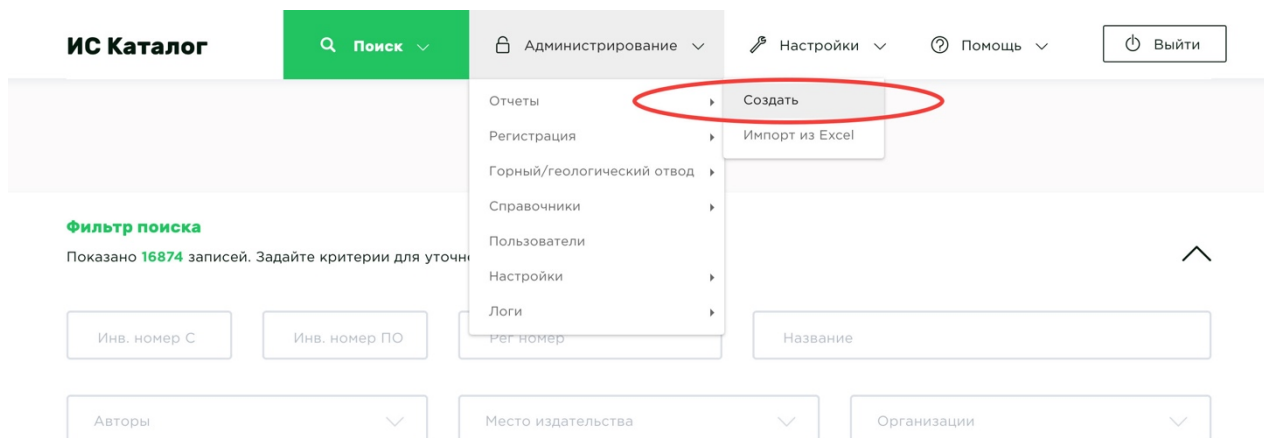 ИС Каталог
Поиск
Администрирование
Настройки
Помощь
Выйти
Отчеты
Создать
Регистрация
Импорт из Excel
Горный/геологический отвод
Справочники
Пользователи
Настройки
Логи
Фильтр поиска
Показано 16874 записей. Задайте критерии для уточн
Инв. номер С
Инв. номер ПО
Рег номер
Название
Авторы
Место издательства
Организации